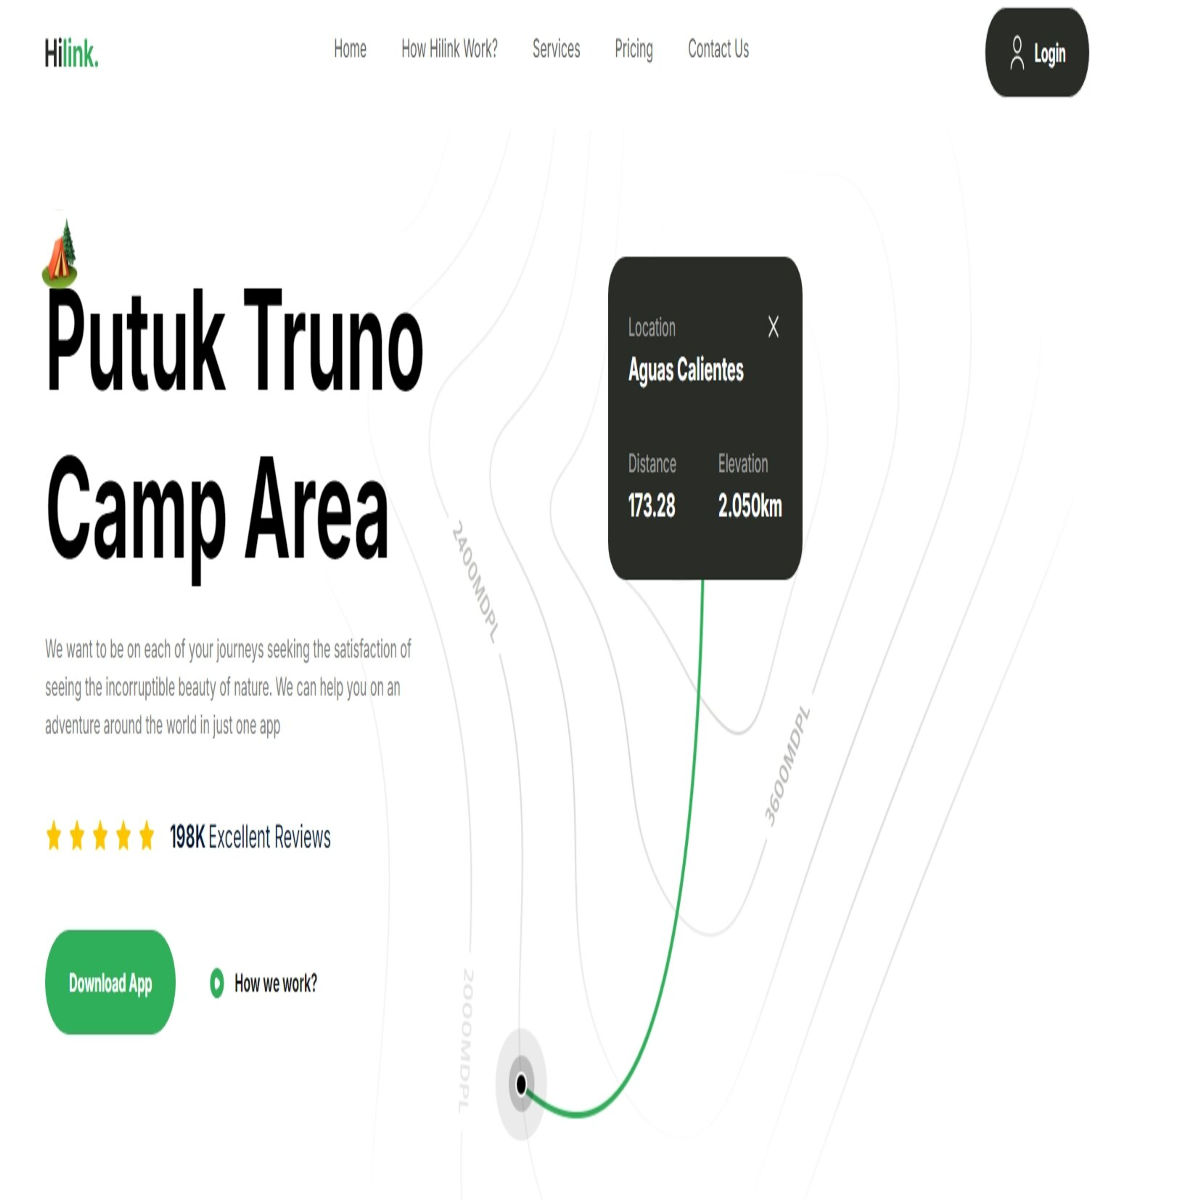 Hilink.
Home
How Hilink Work?
Services
Pricing
Contact Us
Login
Putuk Truno
Camp Area
We want to be on each of your journeys seeking the satisfaction of
seeing the incorruptible beauty of nature. We can help you on an
adventure around the world in just one app
198K Excellent Reviews
Download App
How we work?
Location
Aguas Calientes
Distance
Elevation
173.28
2.050km
2400MDPL
3600MDPL
2000MDPL